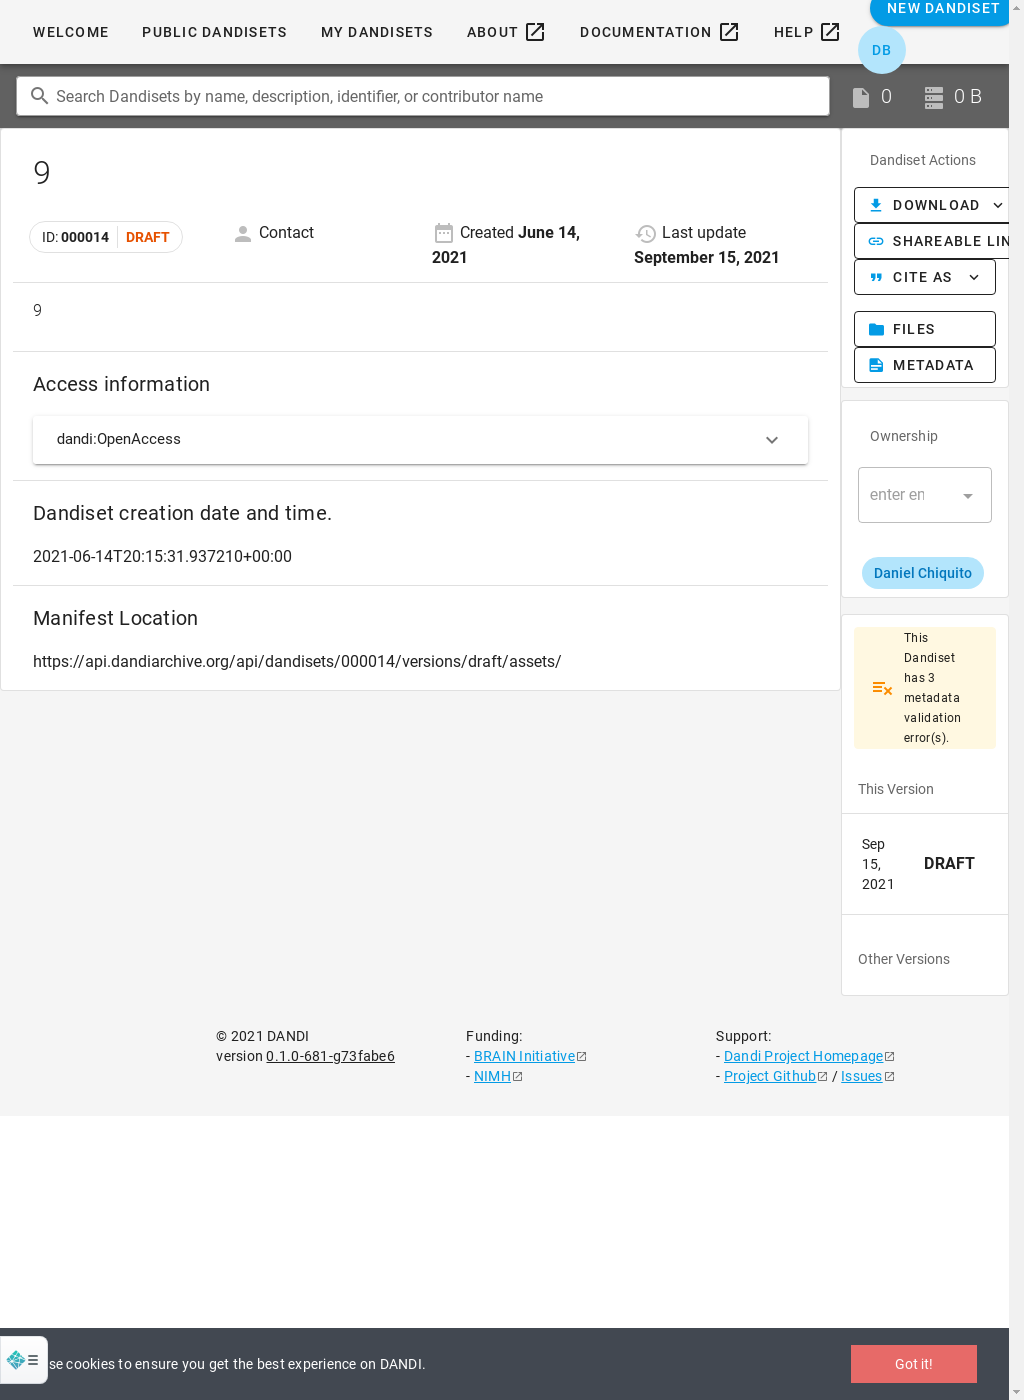 NEW DANDISET
WELCOME PUBLIC DANDISETS MY DANDISETS ABOUT DOCUMENTATION HELP
DB
Search Dandisets by name, description, identifier, or contributor name 0 0 B
9
ID: 000014 DRAFT
Contact
Created June 14,
2021
Last update
September 15, 2021
9
Access information
dandi:OpenAccess
Dandiset creation date and time.
2021-06-14T20:15:31.937210+00:00
Manifest Location
https://api.dandiarchive.org/api/dandisets/000014/versions/draft/assets/
Dandiset Actions
DOWNLOAD
SHAREABLE LIN
CITE AS
FILES
METADATA
Ownership
enter en
Daniel Chiquito
This
Dandiset
has 3
metadata
validation
error(s).
This Version
Sep
15,
2021
DRAFT
Other Versions
© 2021 DANDI
version 0.1.0-681-g73fabe6
Funding:
- BRAIN Initiative
- NIMH
Support:
- Dandi Project Homepage
- Project Github / Issues
se cookies to ensure you get the best experience on DANDI.
Got it!